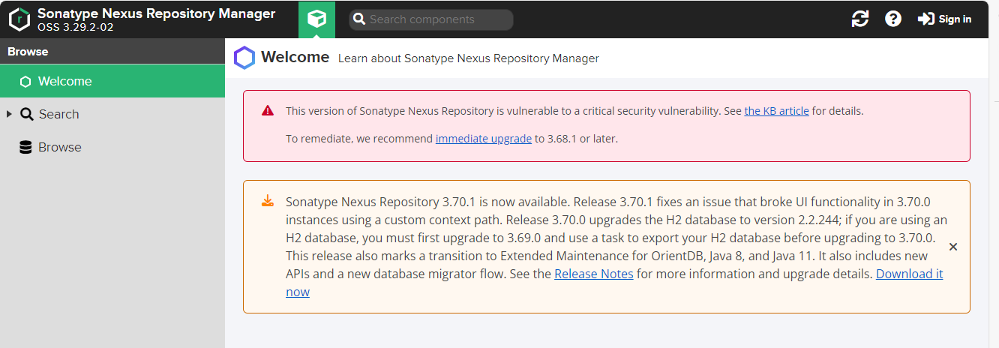 Sonatype Nexus Repository Manager
OSS 3.29.2-02
Search components
Sign in
Browse
Welcome
Search
Browse
Welcome Learn about Sonatype Nexus Repository Manager
This version of Sonatype Nexus Repository is vulnerable to a critical security vulnerability. See the KB article for details.
To remediate, we recommend immediate upgrade to 3.68.1 or later.
Sonatype Nexus Repository 3.70.1 is now available. Release 3.70.1 fixes an issue that broke UI functionality in 3.70.0
instances using a custom context path. Release 3.70.0 upgrades the H2 database to version 2.2.244; if you are using an
H2 database, you must first upgrade to 3.69.0 and use a task to export your H2 database before upgrading to 3.70.0.
This release also marks a transition to Extended Maintenance for OrientDB, Java 8, and Java 11. It also includes new
APIs and a new database migrator flow. See the Release Notes for more information and upgrade details. Download it
now